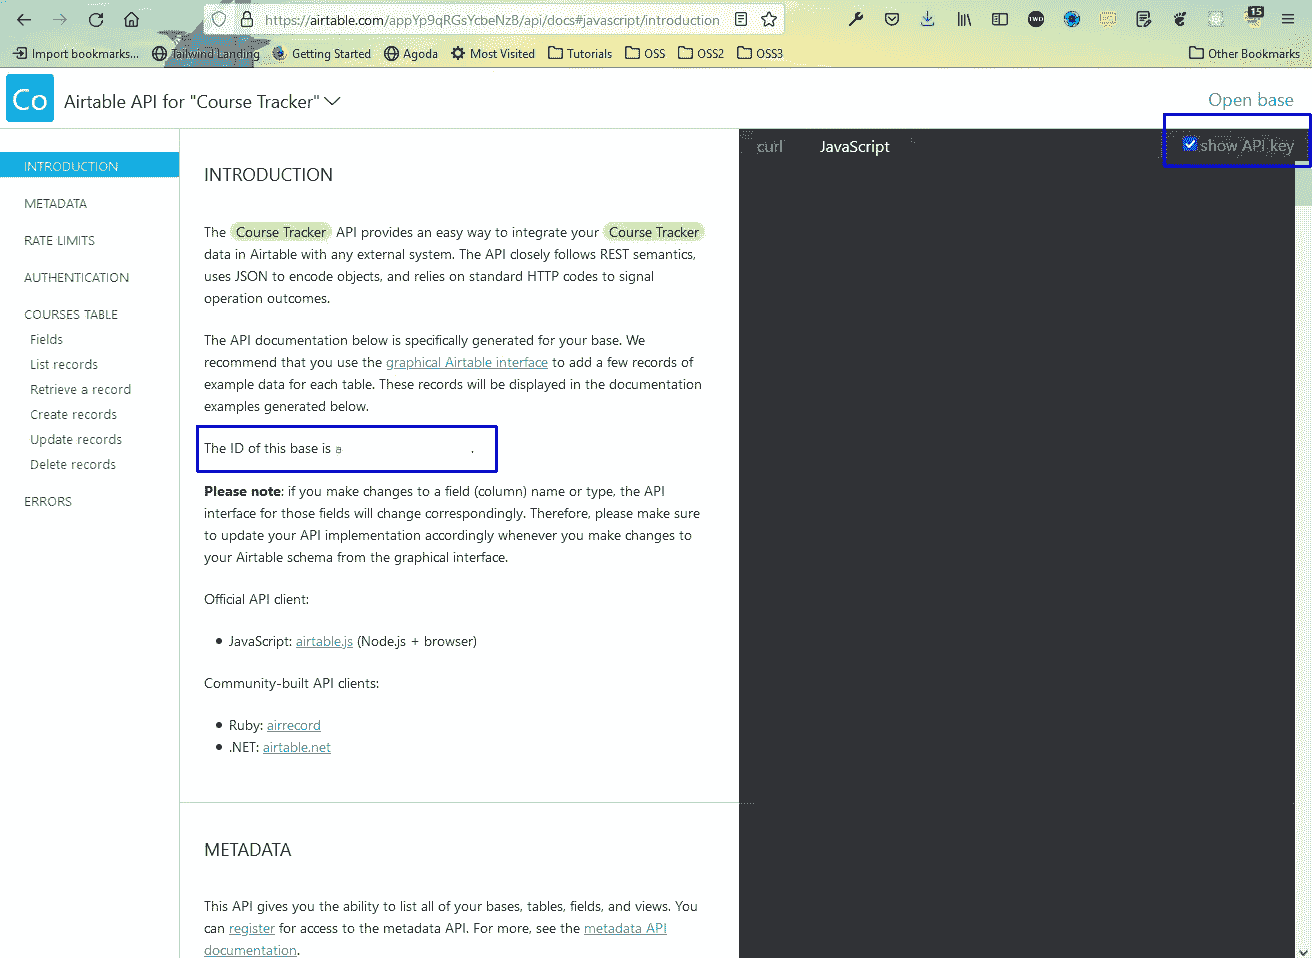 https://airtable.com/appYp9qRGsYcbeNzB/api/docs#javascript/introduction
15
Import bookmarks...
Tailwind Landing
Getting Started
Agoda
Most Visited
Tutorials
OSS
OSS2
OSS3
Other Bookmarks
Co
Airtable API for "Course Tracker"
Open base
INTRODUCTION
METADATA
RATE LIMITS
AUTHENTICATION
COURSES TABLE
Fields
List records
Retrieve a record
Create records
Update records
Delete records
ERRORS
INTRODUCTION
The Course Tracker API provides an easy way to integrate your Course Tracker
data in Airtable with any external system. The API closely follows REST semantics,
uses JSON to encode objects, and relies on standard HTTP codes to signal
operation outcomes.
The API documentation below is specifically generated for your base. We
recommend that you use the graphical Airtable interface to add a few records of
example data for each table. These records will be displayed in the documentation
examples generated below.
The ID of this base is a .
Please note: if you make changes to a field (column) name or type, the API
interface for those fields will change correspondingly. Therefore, please make sure
to update your API implementation accordingly whenever you make changes to
your Airtable schema from the graphical interface.
Official API client:
• JavaScript: airtable.js (Node.js + browser)
Community-built API clients:
• Ruby: airrecord
• .NET: airtable.net
METADATA
This API gives you the ability to list all of your bases, tables, fields, and views. You
can register for access to the metadata API. For more, see the metadata API
documentation.
curl
JavaScript
show API key